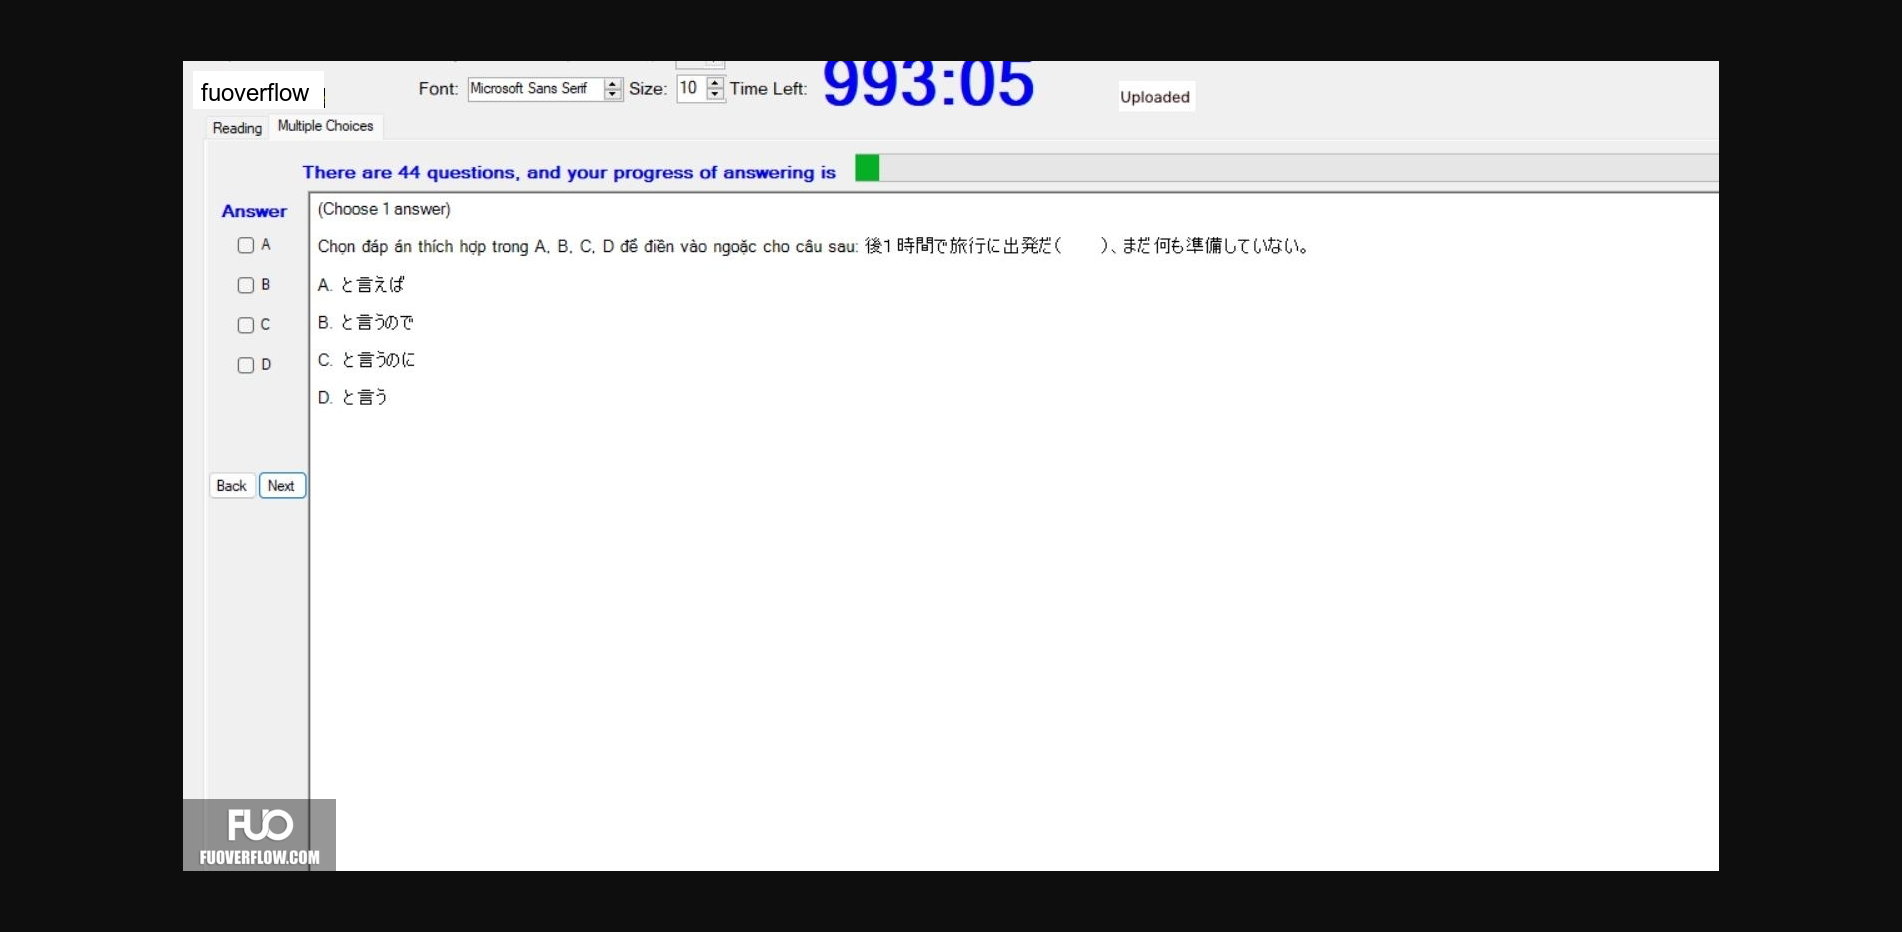 fuoverflow
Font: Microsoft Sans Serif Size: 10 Time Left: 993:05
Uploaded
Reading Multiple Choices
There are 44 questions, and your progress of answering is
Answer
(Choose 1 answer)
A
Chọn đáp án thích hợp trong A, B, C, D để điền vào ngoặc cho câu sau: 後1時間で旅行に出発だ( )、まだ何も準備していない。
B
A. と言えば
C
B. と言うので
D
C. と言うのに
D. と言う
Back Next
FUO
FUOVERFLOW.COM